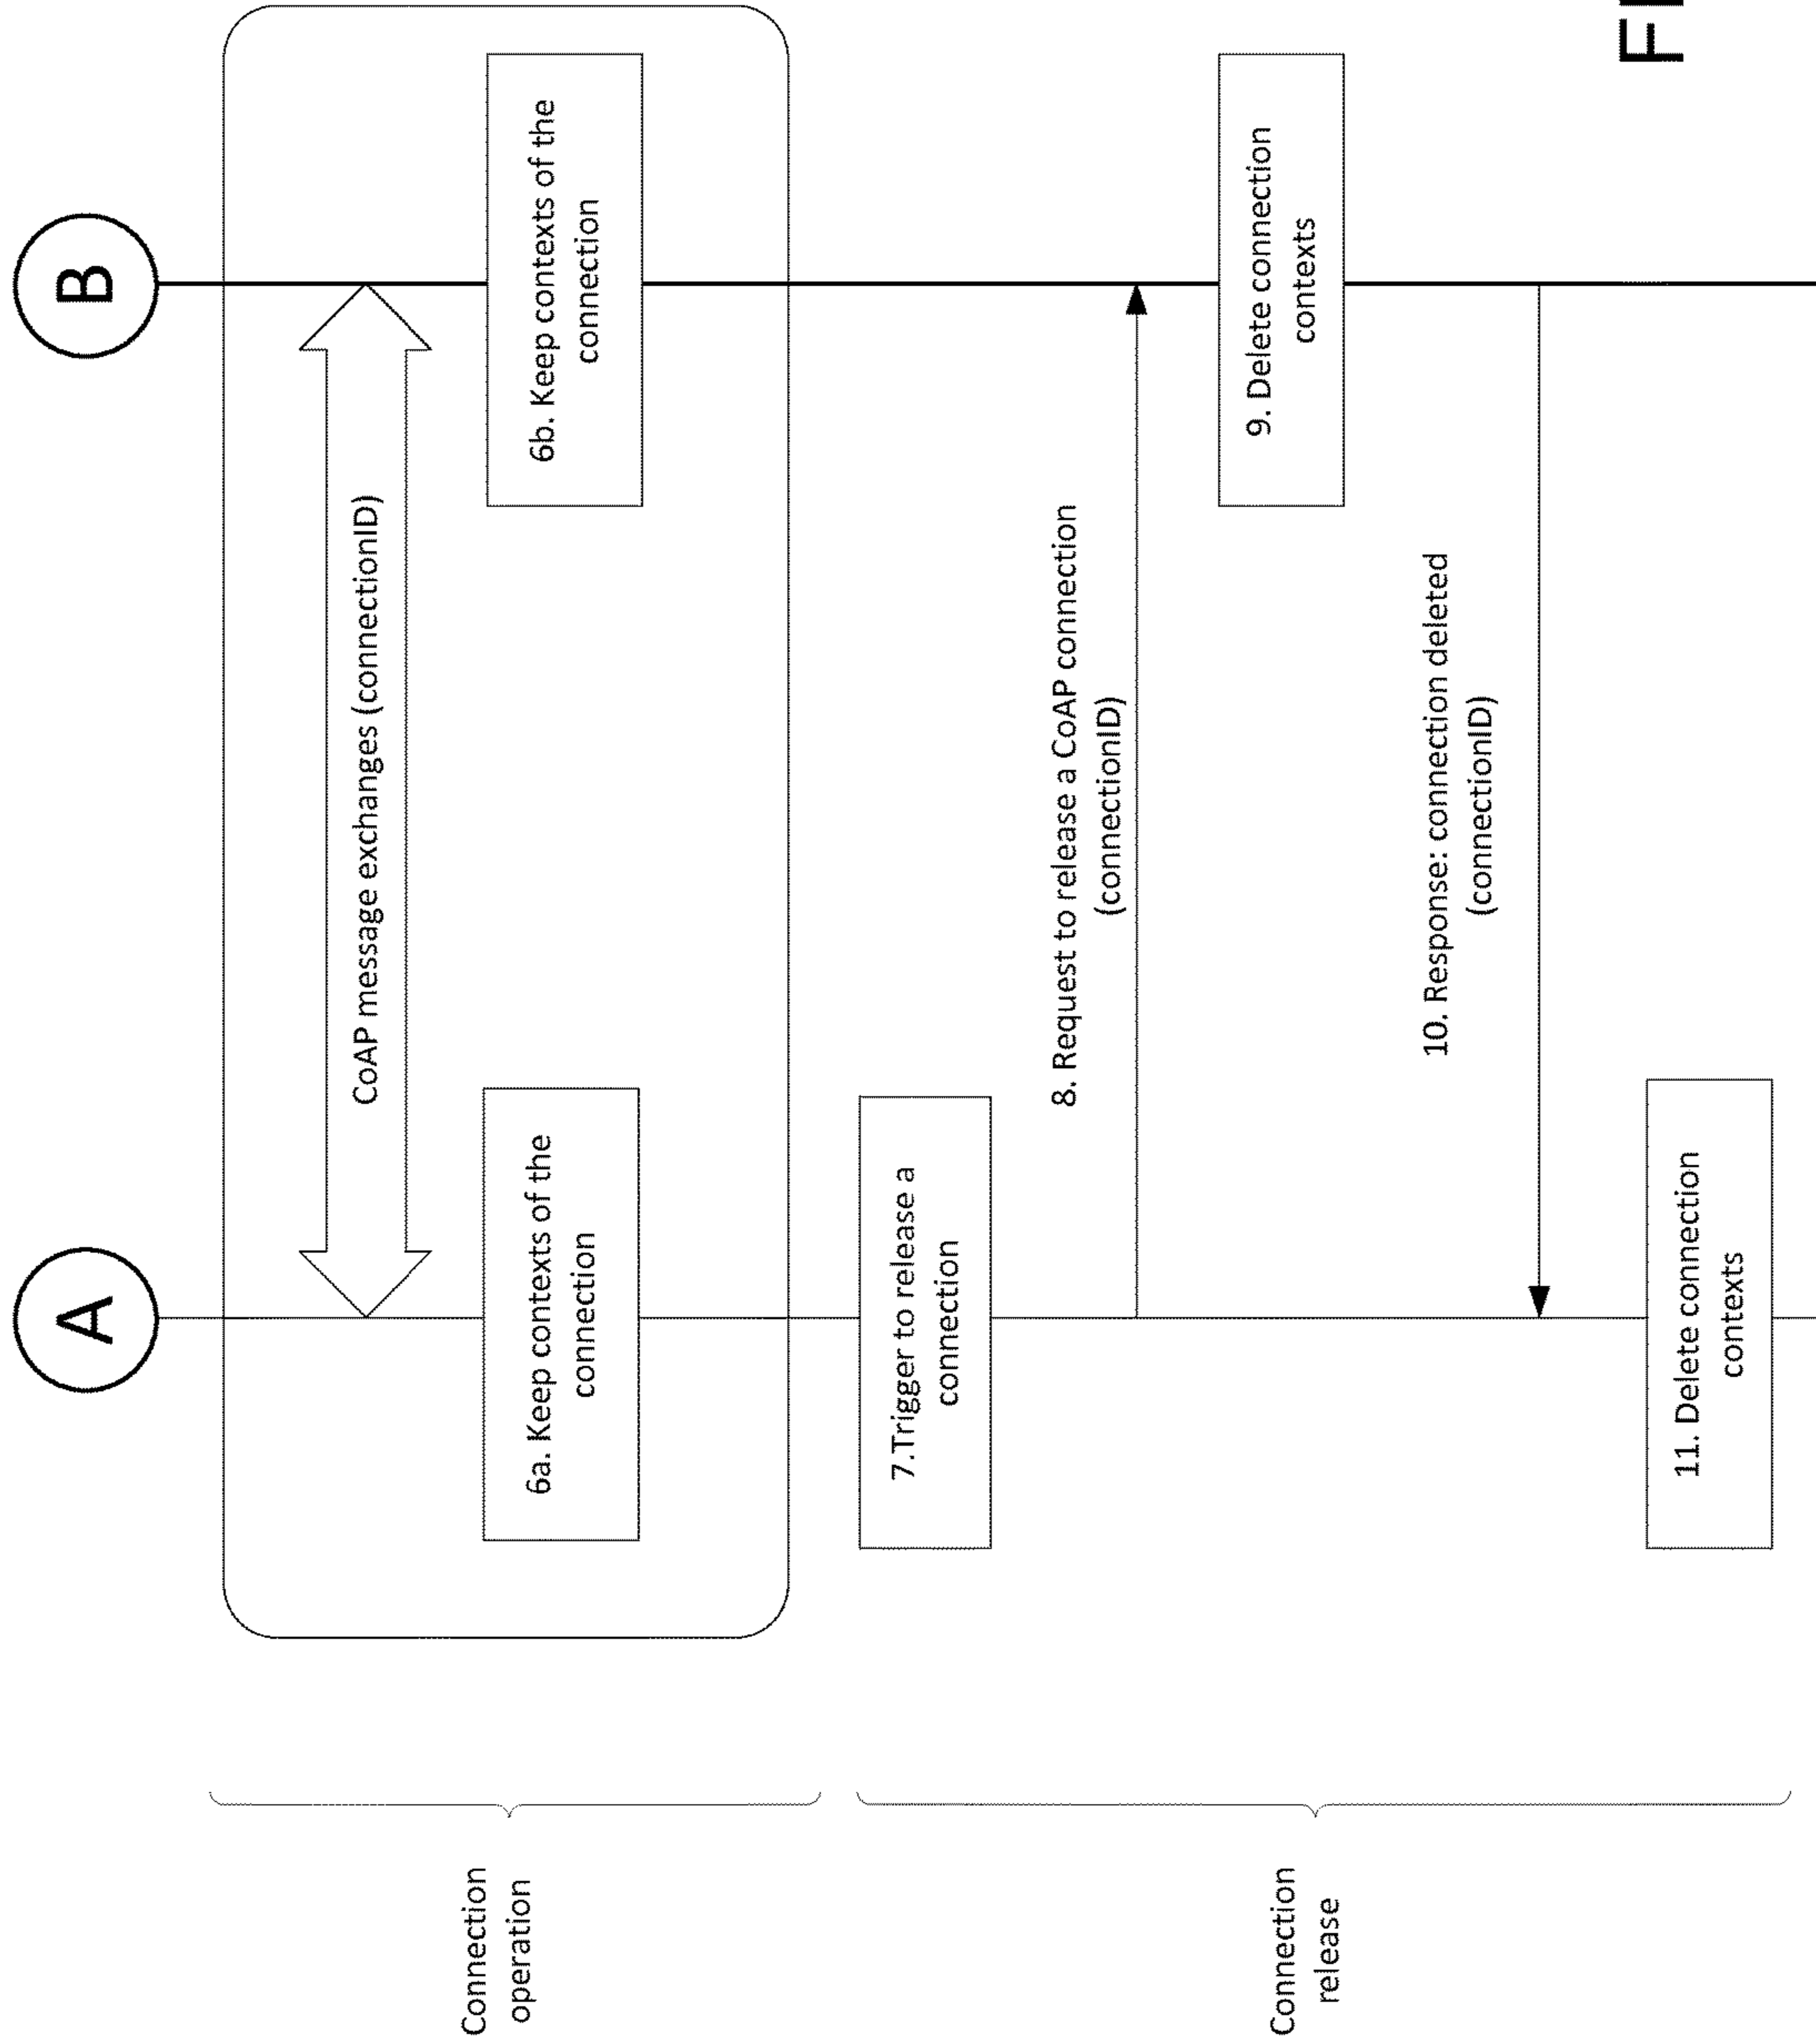 A
B
Connection
operation
CoAP message exchanges (connectionID)
6a. Keep contexts of the
connection
6b. Keep contexts of the
connection
Connection
release
7.Trigger to release a
connection
8. Request to release a CoAP connection
(connectionID)
9. Delete connection
contexts
10. Response: connection deleted
(connectionID)
11. Delete connection
contexts
FI